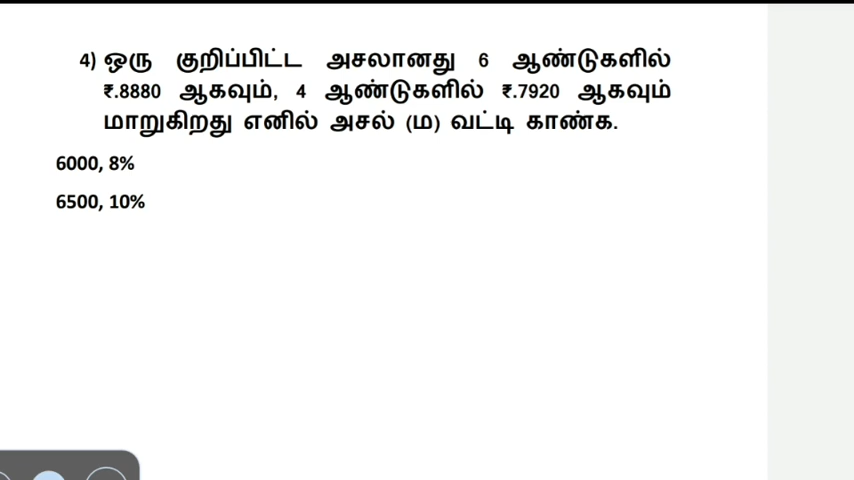 4) ஒரு குறிப்பிட்ட அசலானது 6 ஆண்டுகளில்
₹.8880 ஆகவும், 4 ஆண்டுகளில் ₹.7920 ஆகவும்
மாறுகிறது எனில் அசல் (ம) வட்டி காண்க.
6000, 8%
6500, 10%